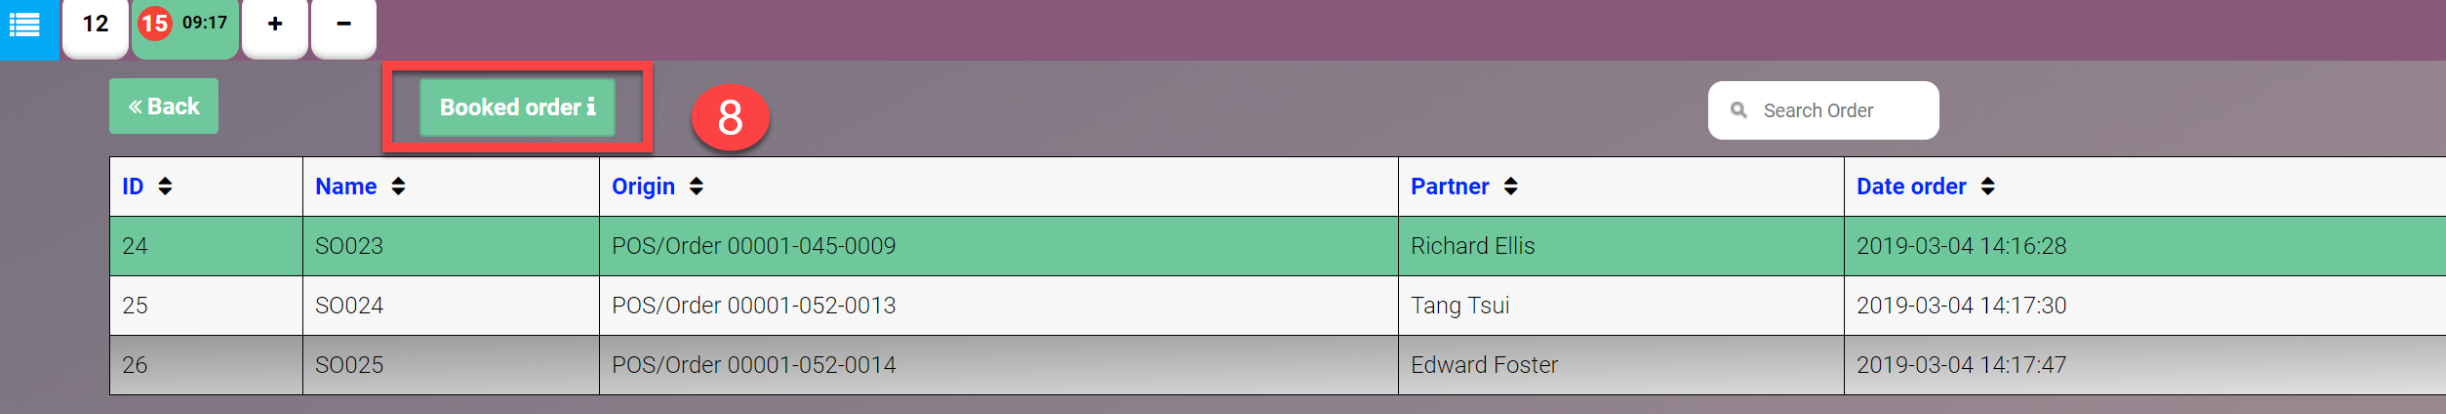 12 15 09:17 + −
« Back Booked order i 8 Search Order
ID Name Origin Partner Date order
24 SO023 POS/Order 00001-045-0009 Richard Ellis 2019-03-04 14:16:28
25 SO024 POS/Order 00001-052-0013 Tang Tsui 2019-03-04 14:17:30
26 SO025 POS/Order 00001-052-0014 Edward Foster 2019-03-04 14:17:47